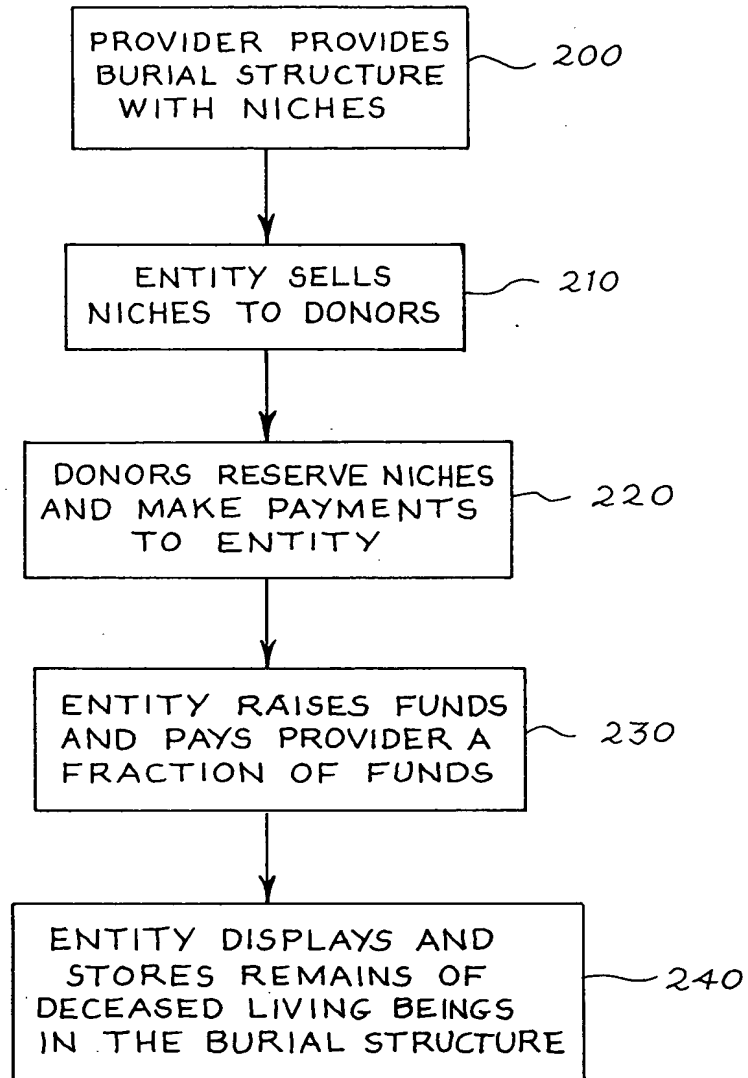 PROVIDER PROVIDES
BURIAL STRUCTURE
WITH NICHES
200
ENTITY SELLS
NICHES TO DONORS
210
DONORS RESERVE NICHES
AND MAKE PAYMENTS
TO ENTITY
220
ENTITY RAISES FUNDS
AND PAYS PROVIDER A
FRACTION OF FUNDS
230
ENTITY DISPLAYS AND
STORES REMAINS OF
DECEASED LIVING BEINGS
IN THE BURIAL STRUCTURE
240